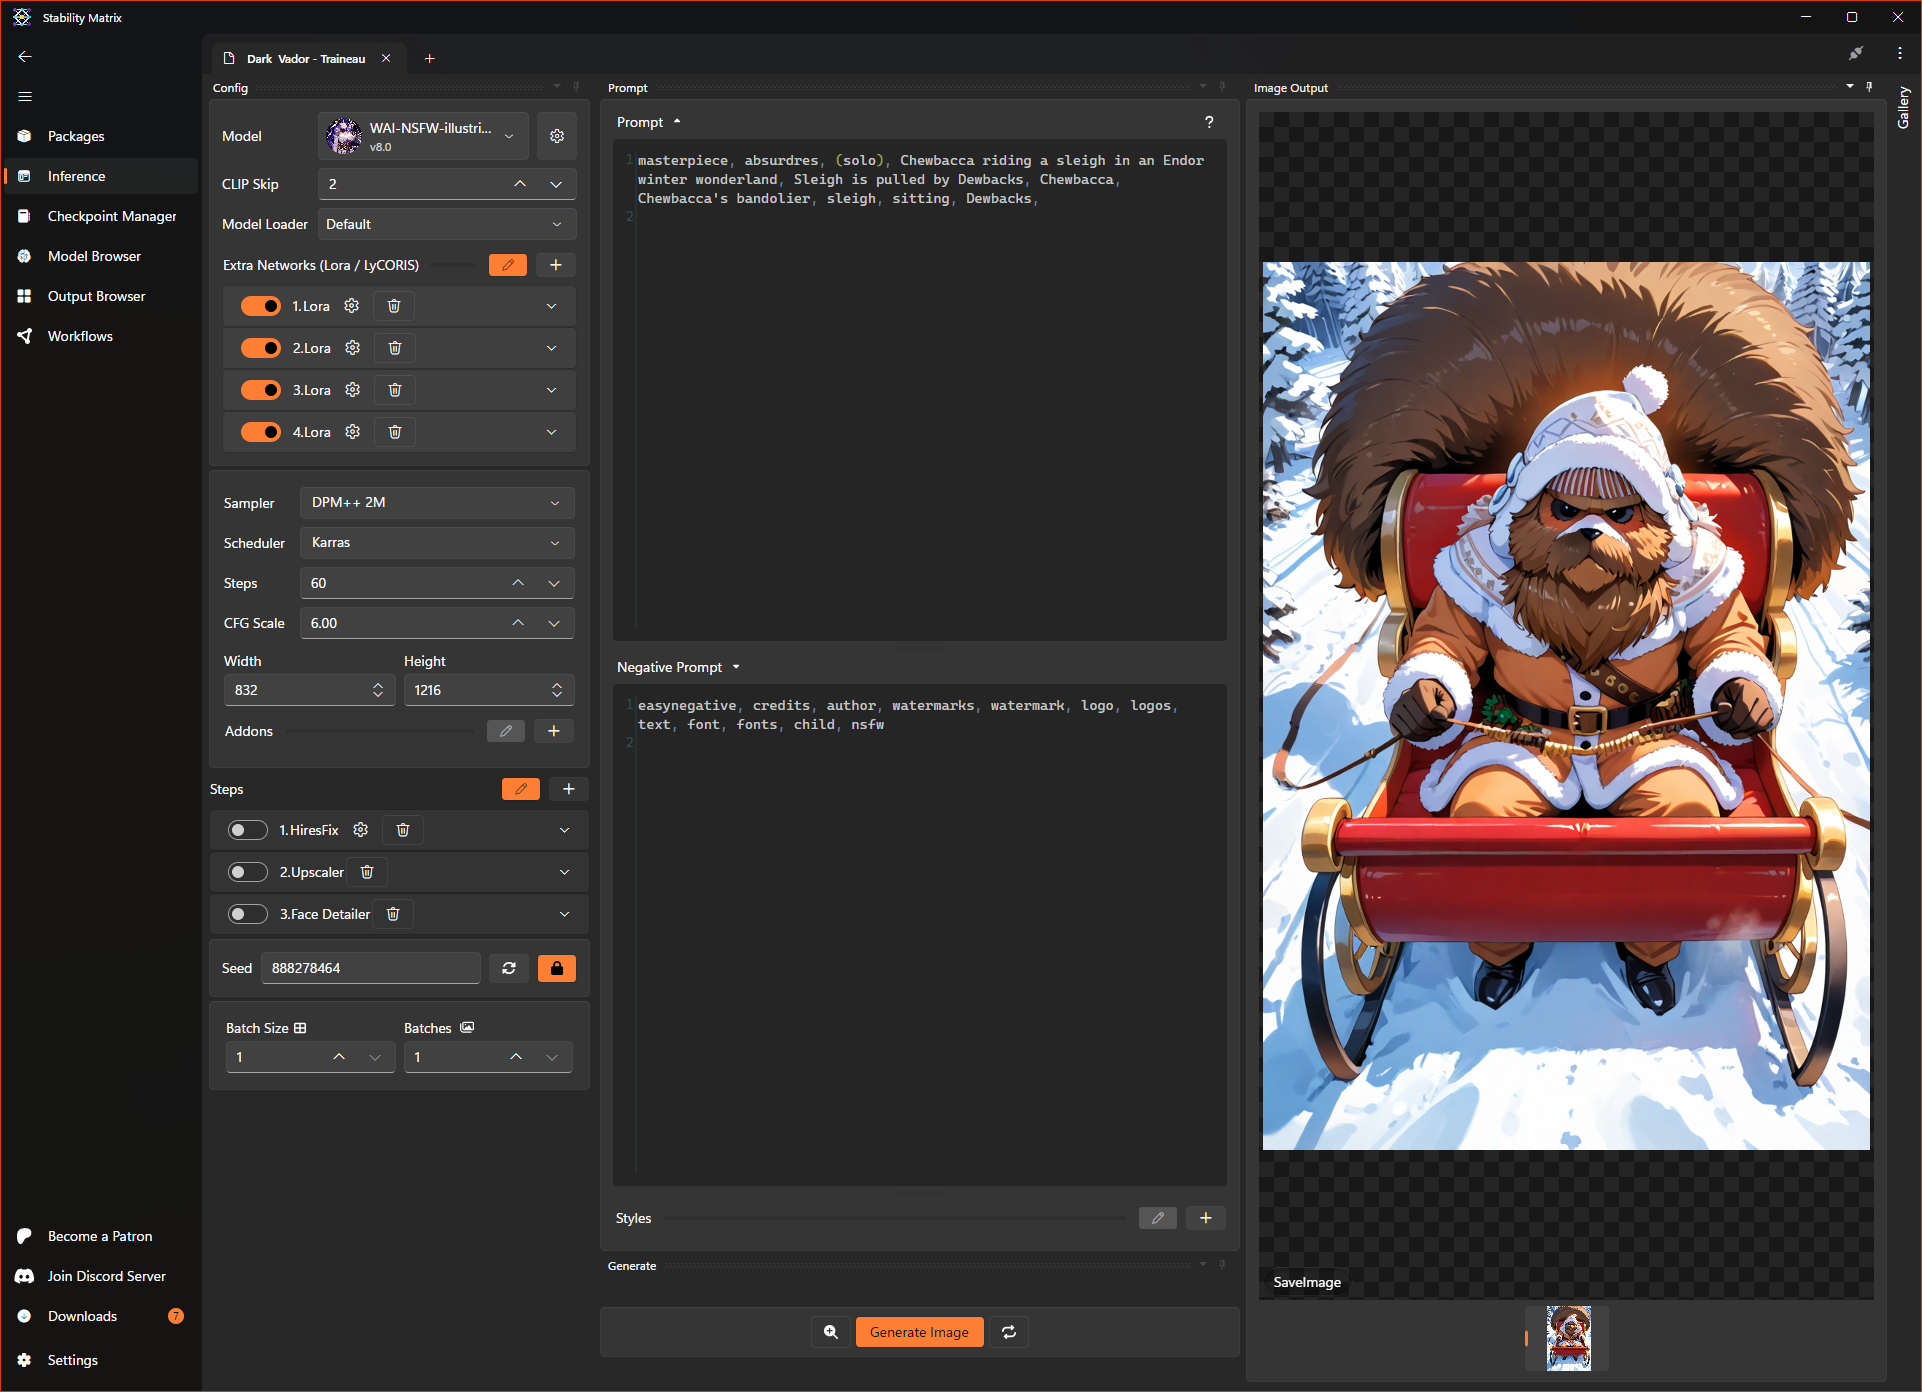 Stability Matrix
Dark Vador - Traineau
Config
Prompt
Image Output
Gallery
Packages
Inference
Checkpoint Manager
Model Browser
Output Browser
Workflows
Become a Patron
Join Discord Server
Downloads 7
Settings
Model
WAI-NSFW-illustri...
v8.0
CLIP Skip 2
Model Loader Default
Extra Networks (Lora / LyCORIS)
1.Lora
2.Lora
3.Lora
4.Lora
Sampler DPM++ 2M
Scheduler Karras
Steps 60
CFG Scale 6.00
Width Height
832 1216
Addons
Steps
1.HiresFix
2.Upscaler
3.Face Detailer
Seed 888278464
Batch Size Batches
1 1
Prompt ?
1 masterpiece, absurdres, (solo), Chewbacca riding a sleigh in an Endor
winter wonderland, Sleigh is pulled by Dewbacks, Chewbacca,
Chewbacca's bandolier, sleigh, sitting, Dewbacks,
2
Negative Prompt
1 easynegative, credits, author, watermarks, watermark, logo, logos,
text, font, fonts, child, nsfw
2
Styles
Generate
Generate Image
SaveImage